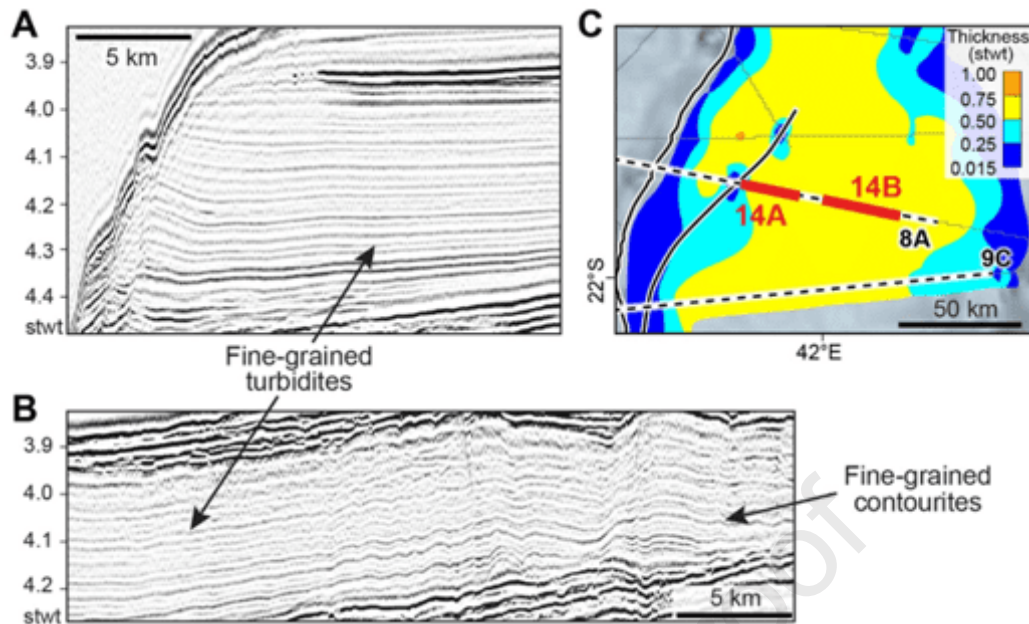 A
5 km
3.9
4.0
4.1
4.2
4.3
4.4
stwt
Fine-grained
turbidites
C
Thickness
(stwt)
1.00
0.75
0.50
0.25
0.015
14A
14B
8A
9C
22°S
50 km
42°E
B
3.9
4.0
4.1
4.2
stwt
Fine-grained
contourites
5 km